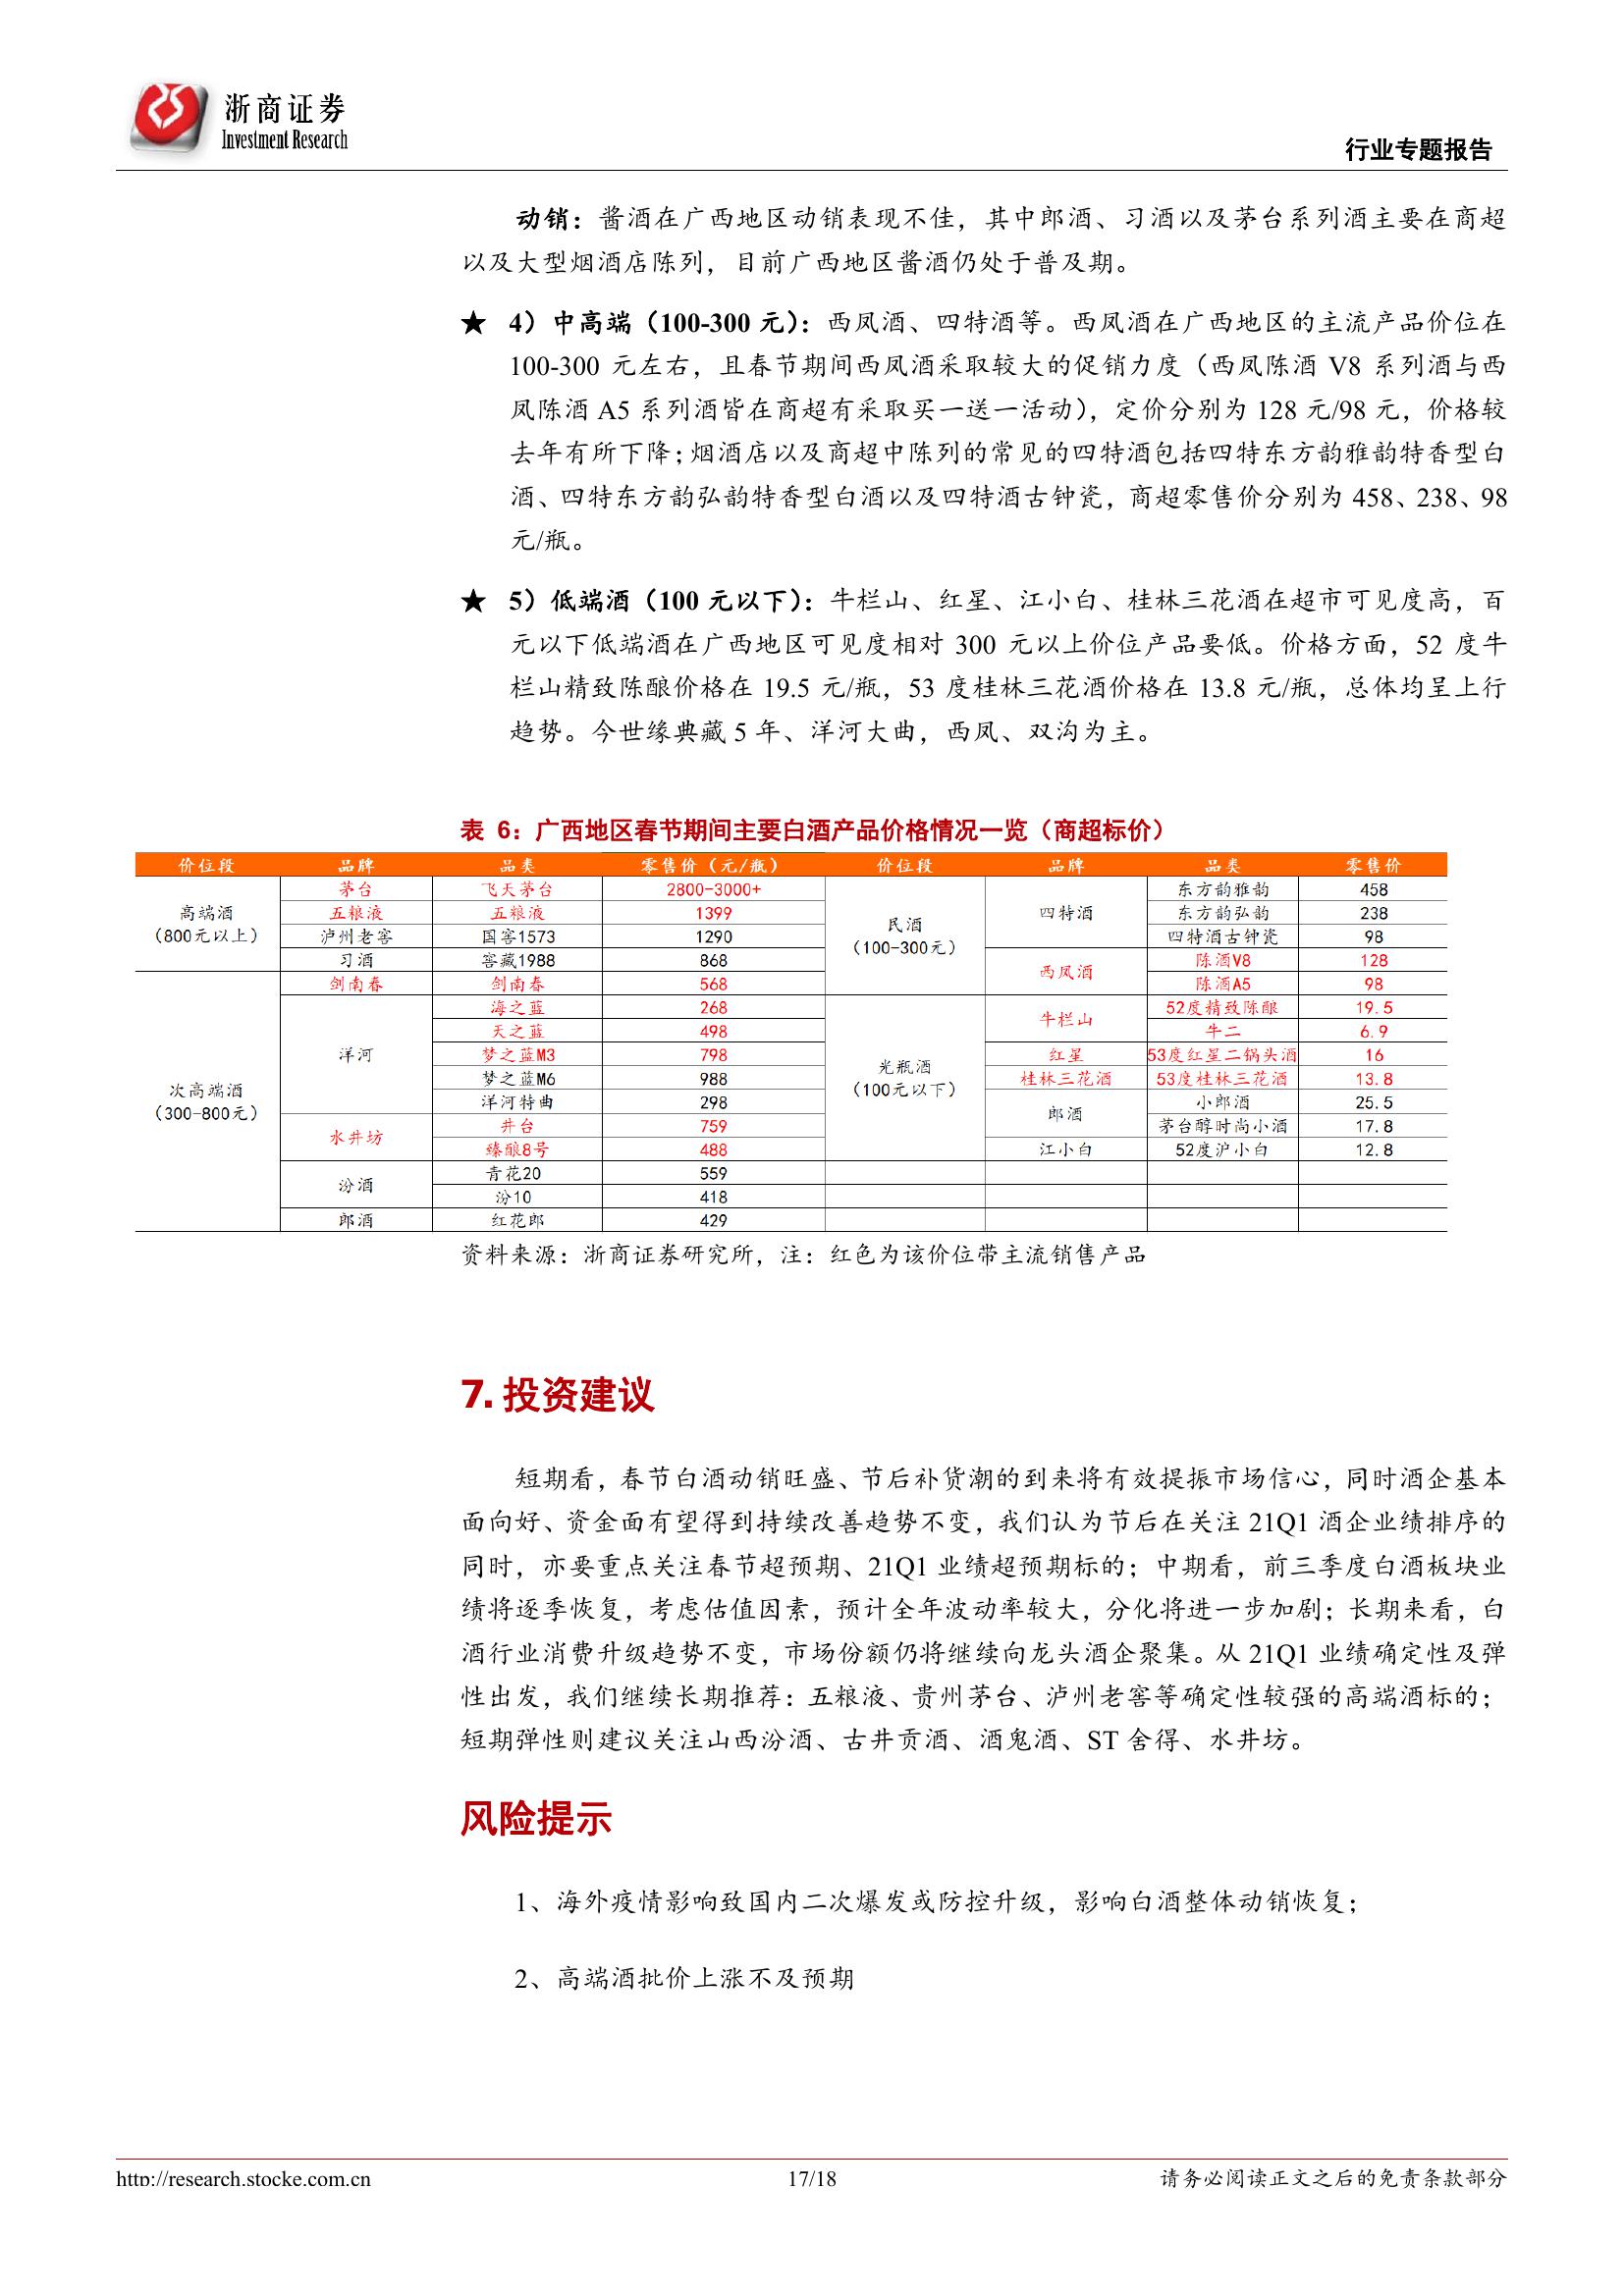 浙商证券
Investment Research
行业专题报告
动销：酱酒在广西地区动销表现不佳，其中郎酒、习酒以及茅台系列酒主要在商超
以及大型烟酒店陈列，目前广西地区酱酒仍处于普及期。
★ 4）中高端（100-300 元）：西凤酒、四特酒等。西凤酒在广西地区的主流产品价位在
100-300 元左右，且春节期间西凤酒采取较大的促销力度（西凤陈酒 V8 系列酒与西
凤陈酒 A5 系列酒皆在商超有采取买一送一活动），定价分别为 128 元/98 元，价格较
去年有所下降；烟酒店以及商超中陈列的常见的四特酒包括四特东方韵雅韵特香型白
酒、四特东方韵弘韵特香型白酒以及四特酒古钟瓷，商超零售价分别为 458、238、98
元/瓶。
★ 5）低端酒（100 元以下）：牛栏山、红星、江小白、桂林三花酒在超市可见度高，百
元以下低端酒在广西地区可见度相对 300 元以上价位产品要低。价格方面，52 度牛
栏山精致陈酿价格在 19.5 元/瓶，53 度桂林三花酒价格在 13.8 元/瓶，总体均呈上行
趋势。今世缘典藏 5 年、洋河大曲，西凤、双沟为主。
表 6：广西地区春节期间主要白酒产品价格情况一览（商超标价）
价位段 品牌 品类 零售价（元/瓶） 价位段 品牌 品类 零售价
高端酒（800元以上） 茅台 飞天茅台 2800-3000+ 民酒（100-300元） 四特酒 东方韵雅韵 458
五粮液 五粮液 1399 东方韵弘韵 238
泸州老窖 国窖1573 1290 四特酒古钟瓷 98
习酒 窖藏1988 868 西凤酒 陈酒V8 128
次高端酒（300-800元） 剑南春 剑南春 568 陈酒A5 98
洋河 海之蓝 268 光瓶酒（100元以下） 牛栏山 52度精致陈酿 19.5
天之蓝 498 牛二 6.9
梦之蓝M3 798 红星 53度红星二锅头酒 16
梦之蓝M6 988 桂林三花酒 53度桂林三花酒 13.8
洋河特曲 298 郎酒 小郎酒 25.5
水井坊 井台 759 茅台醇时尚小酒 17.8
臻酿8号 488 江小白 52度沪小白 12.8
汾酒 青花20 559
汾10 418
郎酒 红花郎 429
资料来源：浙商证券研究所，注：红色为该价位带主流销售产品
7. 投资建议
短期看，春节白酒动销旺盛、节后补货潮的到来将有效提振市场信心，同时酒企基本
面向好、资金面有望得到持续改善趋势不变，我们认为节后在关注 21Q1 酒企业绩排序的
同时，亦要重点关注春节超预期、21Q1 业绩超预期标的；中期看，前三季度白酒板块业
绩将逐季恢复，考虑估值因素，预计全年波动率较大，分化将进一步加剧；长期来看，白
酒行业消费升级趋势不变，市场份额仍将继续向龙头酒企聚集。从 21Q1 业绩确定性及弹
性出发，我们继续长期推荐：五粮液、贵州茅台、泸州老窖等确定性较强的高端酒标的；
短期弹性则建议关注山西汾酒、古井贡酒、酒鬼酒、ST 舍得、水井坊。
风险提示
1、海外疫情影响致国内二次爆发或防控升级，影响白酒整体动销恢复；
2、高端酒批价上涨不及预期
http://research.stocke.com.cn 17/18 请务必阅读正文之后的免责条款部分